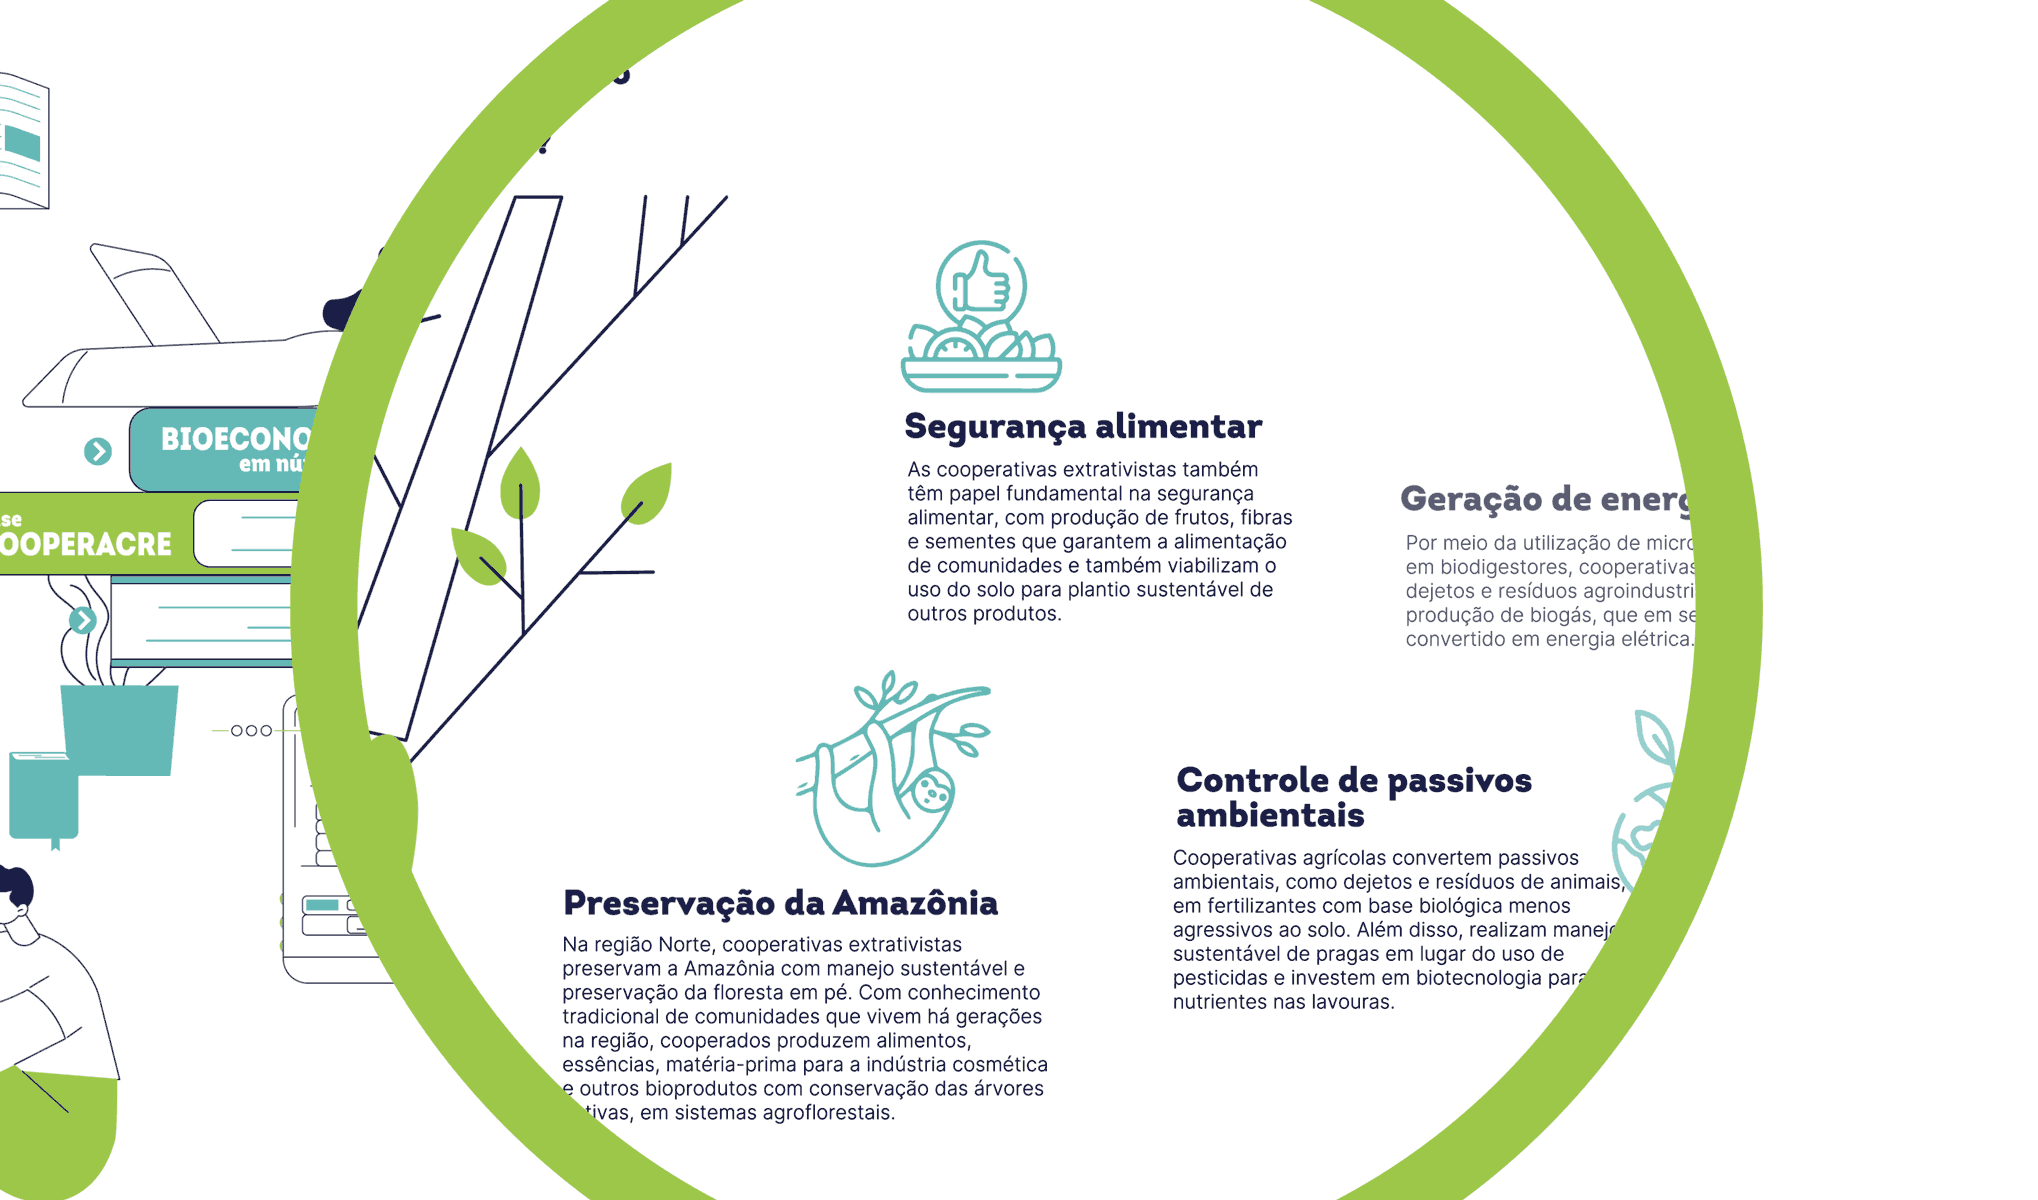 BIOECONO
em nú
se
OOPERACRE
Segurança alimentar
As cooperativas extrativistas também
têm papel fundamental na segurança
alimentar, com produção de frutos, fibras
e sementes que garantem a alimentação
de comunidades e também viabilizam o
uso do solo para plantio sustentável de
outros produtos.
Geração de energ
Por meio da utilização de micro
em biodigestores, cooperativas
dejetos e resíduos agroindustri
produção de biogás, que em se
convertido em energia elétrica.
Preservação da Amazônia
Na região Norte, cooperativas extrativistas
preservam a Amazônia com manejo sustentável e
preservação da floresta em pé. Com conhecimento
tradicional de comunidades que vivem há gerações
na região, cooperados produzem alimentos,
essências, matéria-prima para a indústria cosmética
e outros bioprodutos com conservação das árvores
tivas, em sistemas agroflorestais.
Controle de passivos
ambientais
Cooperativas agrícolas convertem passivos
ambientais, como dejetos e resíduos de animais,
em fertilizantes com base biológica menos
agressivos ao solo. Além disso, realizam manejo
sustentável de pragas em lugar do uso de
pesticidas e investem em biotecnologia para
nutrientes nas lavouras.